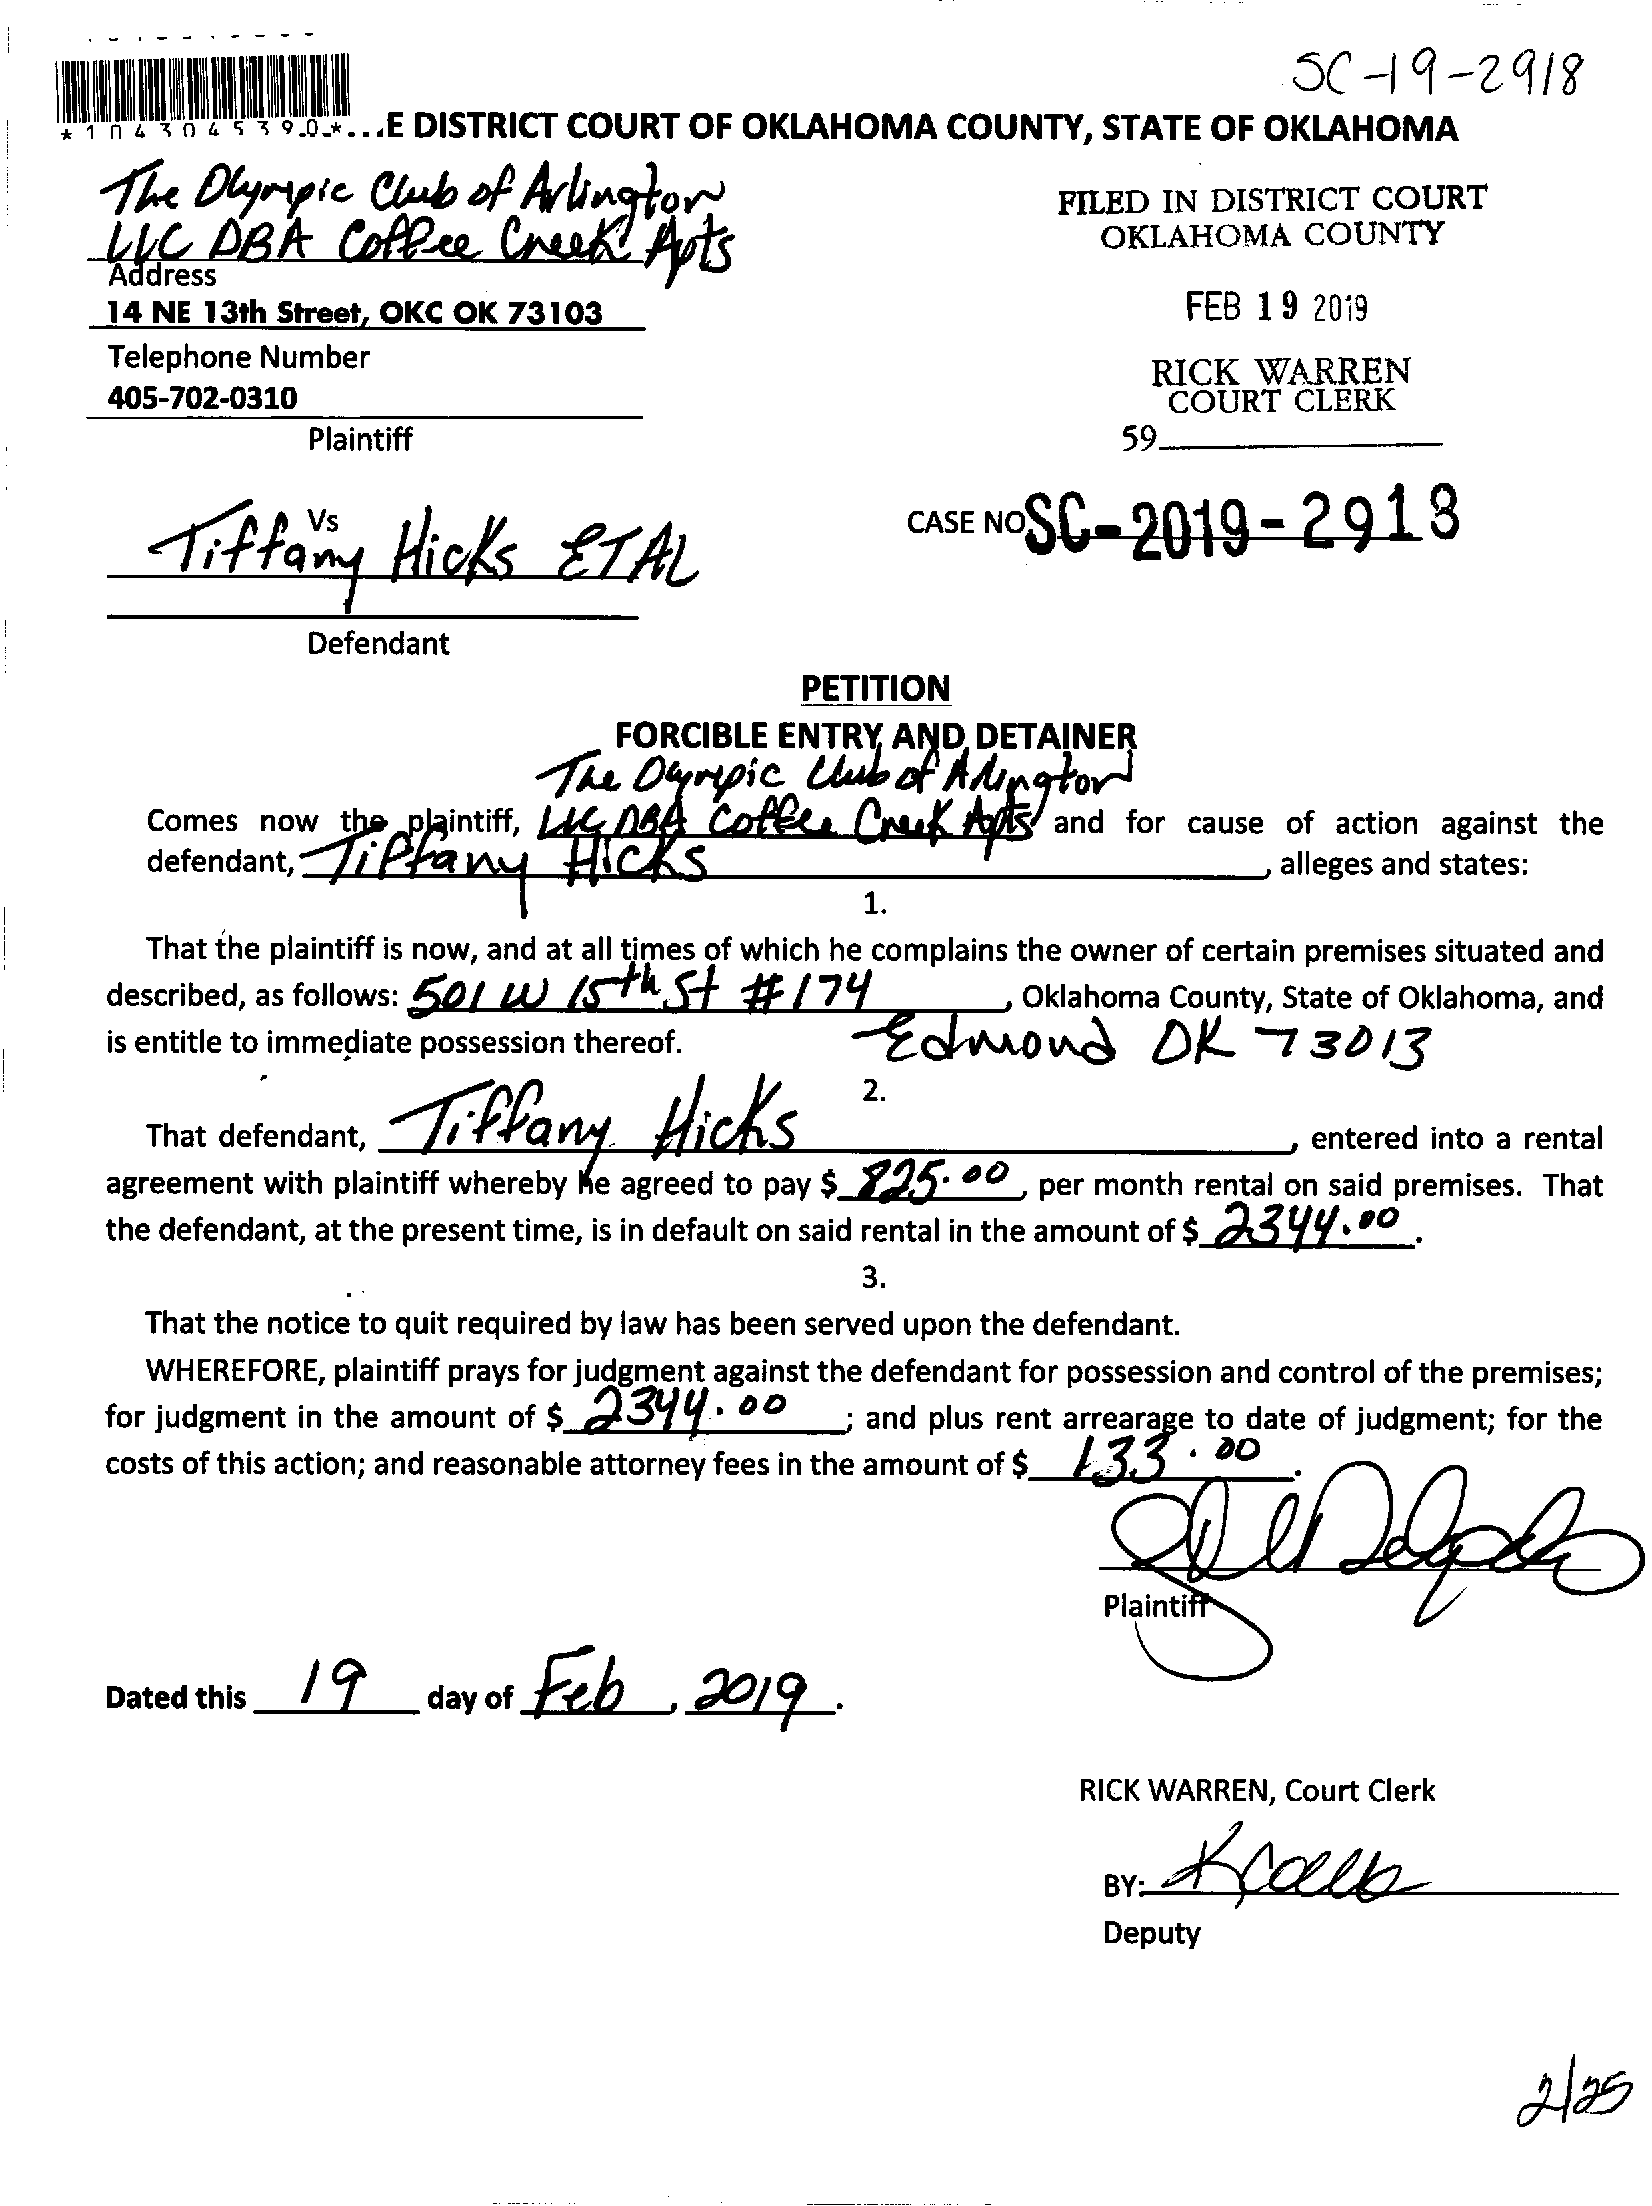 SC-19-2918
*1043045390*
...E DISTRICT COURT OF OKLAHOMA COUNTY, STATE OF OKLAHOMA
The Olympic Club of Arlington
LLC DBA Coffee Creek Apts
Address
14 NE 13th Street, OKC OK 73103
Telephone Number
405-702-0310
Plaintiff
FILED IN DISTRICT COURT
OKLAHOMA COUNTY
FEB 19 2019
RICK WARREN
COURT CLERK
59
Vs
Tiffany Hicks ETAL
Defendant
CASE NO SC-2019-2918
PETITION
FORCIBLE ENTRY AND DETAINER
The Olympic Club of Arlington
Comes now the plaintiff, LLC DBA Coffee Creek Apts and for cause of action against the
defendant, Tiffany Hicks, alleges and states:
1.
That the plaintiff is now, and at all times of which he complains the owner of certain premises situated and
described, as follows: 501 W 15th St #174, Oklahoma County, State of Oklahoma, and
is entitle to immediate possession thereof. Edmond OK 73013
2.
That defendant, Tiffany Hicks, entered into a rental
agreement with plaintiff whereby he agreed to pay $ 825.00, per month rental on said premises. That
the defendant, at the present time, is in default on said rental in the amount of $ 2344.00.
3.
That the notice to quit required by law has been served upon the defendant.
WHEREFORE, plaintiff prays for judgment against the defendant for possession and control of the premises;
for judgment in the amount of $ 2344.00; and plus rent arrearage to date of judgment; for the
costs of this action; and reasonable attorney fees in the amount of $ 133.00.
Plaintiff
Dated this 19 day of Feb, 2019.
RICK WARREN, Court Clerk
BY:
Deputy
2/25